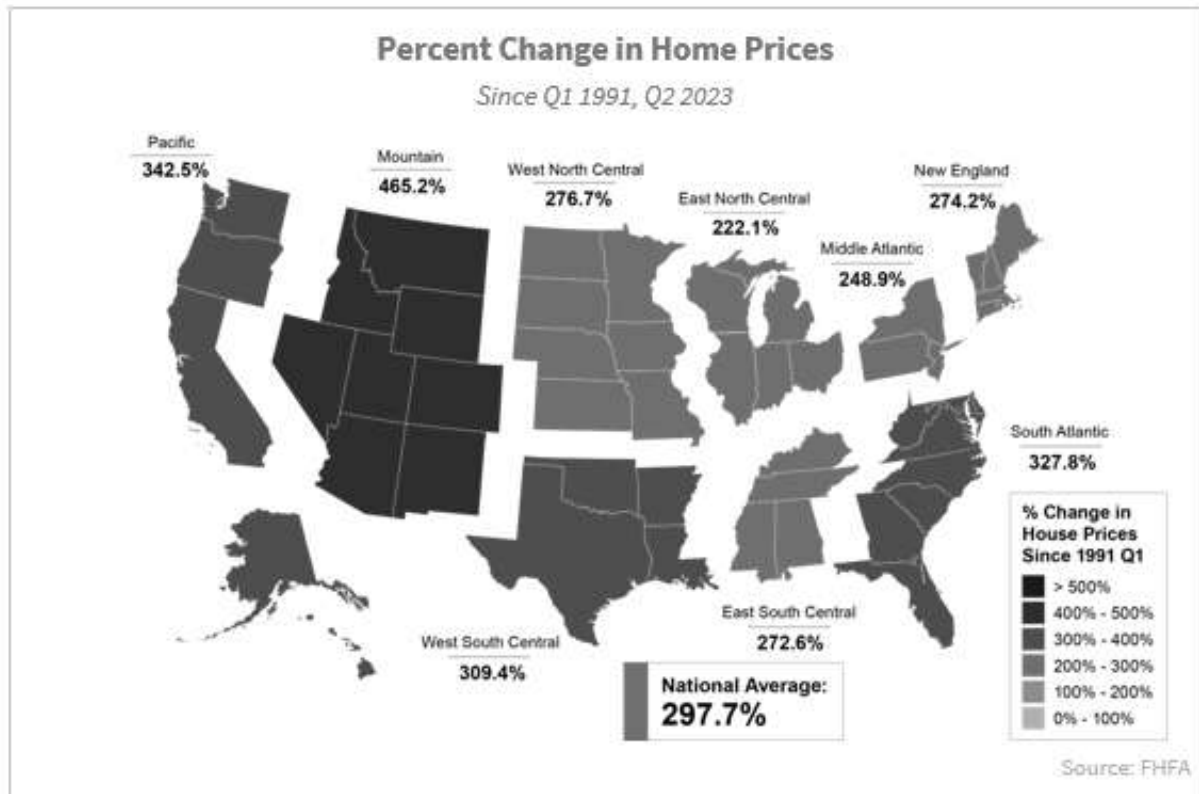 Percent Change in Home Prices
Since Q1 1991, Q2 2023
Pacific
342.5%
Mountain
465.2%
West North Central
276.7%
East North Central
222.1%
New England
274.2%
Middle Atlantic
248.9%
South Atlantic
327.8%
West South Central
309.4%
East South Central
272.6%
National Average:
297.7%
% Change in
House Prices
Since 1991 Q1
> 500%
400% - 500%
300% - 400%
200% - 300%
100% - 200%
0% - 100%
Source: FHFA